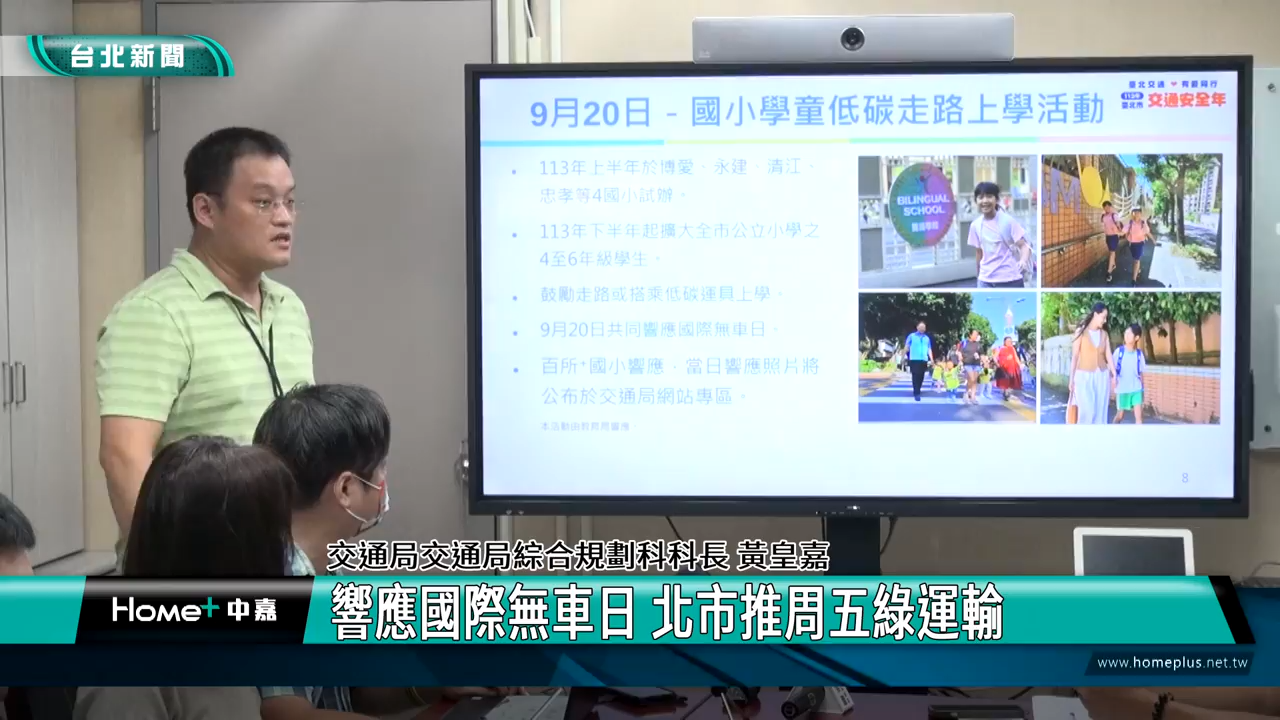 台北新聞
臺北交通 ♥ 有愛同行
113年
臺北市 交通安全年
9月20日 - 國小學童低碳走路上學活動
• 113年上半年於博愛、永建、清江、
忠孝等4國小試辦。
• 113年下半年起擴大全市公立小學之
4至6年級學生。
• 鼓勵走路或搭乘低碳運具上學。
• 9月20日共同響應國際無車日。
• 百所+國小響應，當日響應照片將
公布於交通局網站專區。
BILINGUAL
SCHOOL
8
交通局交通局綜合規劃科科長 黃皇嘉
Home+ 中嘉
響應國際無車日 北市推周五綠運輸
www.homeplus.net.tw